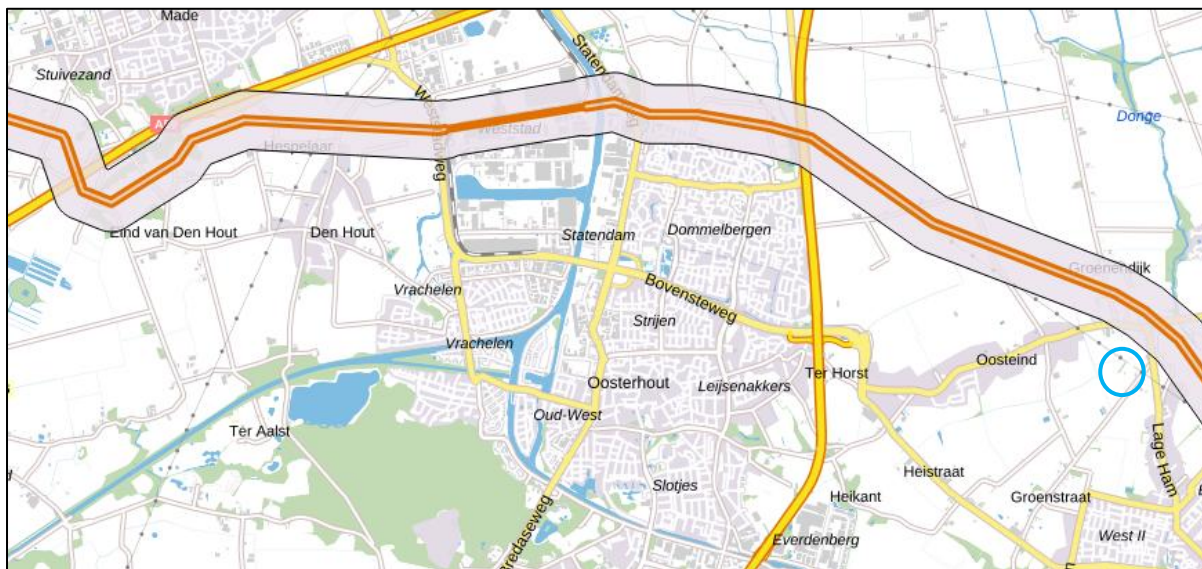 Made
Stuivezand
Statendamweg
Weststadweg
Weststad
Donge
Hespelaar
Eind van Den Hout
Den Hout
Statendam
Dommelbergen
Groenendijk
Vrachelen
Bovensteweg
Strijen
Vrachelen
Oosteind
Ter Horst
Oosterhout
Leijsenakkers
Oud-West
Ter Aalst
Lage Ham
Heistraat
Slotjes
Heikant
Groenstraat
Bredaseweg
Everdenberg
West II